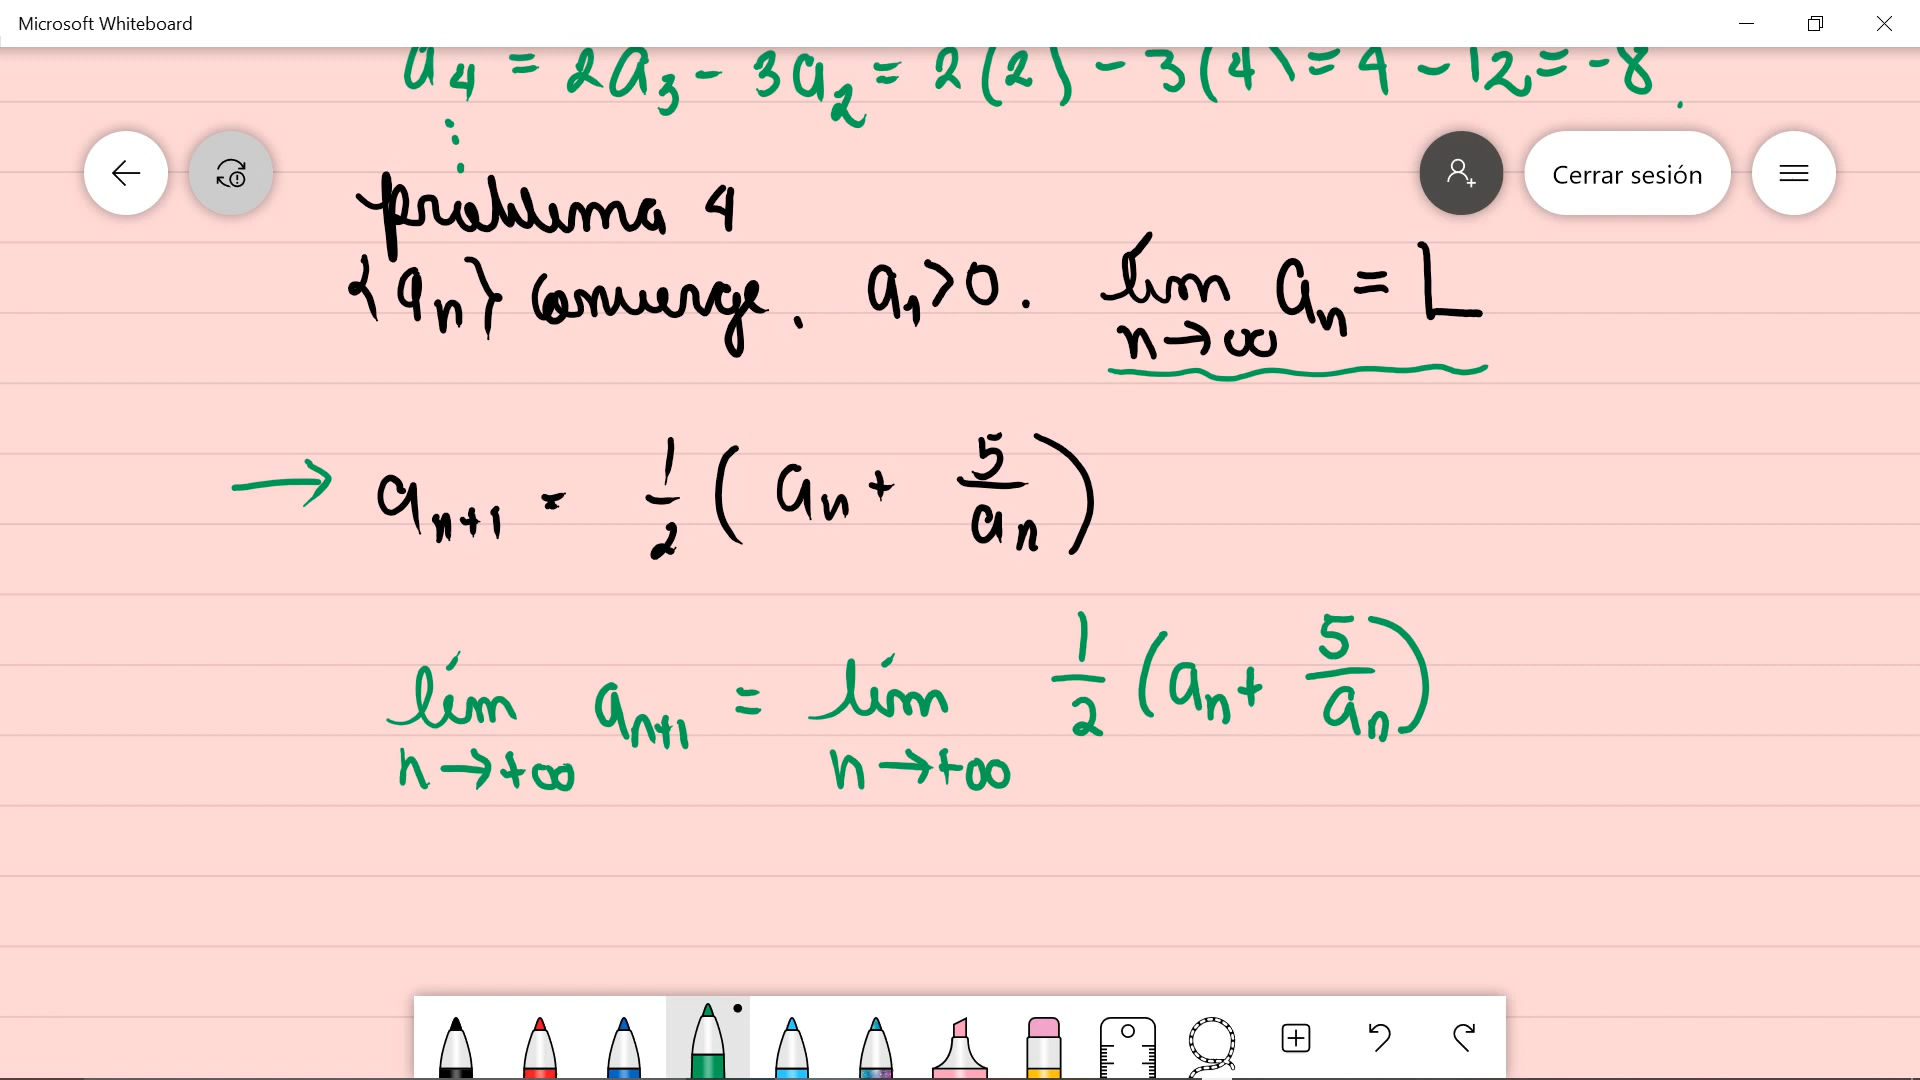 Microsoft Whiteboard
a₄ = 2a₃ - 3a₂ = 2(2) - 3(4) = 4 - 12 = -8.
⋮
Cerrar sesión
problema 4
{aₙ} converge. a₁>0. lím aₙ = L
n→∞
→ aₙ₊₁ = 1/2 (aₙ + 5/aₙ)
lím aₙ₊₁ = lím 1/2 (aₙ + 5/aₙ)
n→+∞ n→+∞